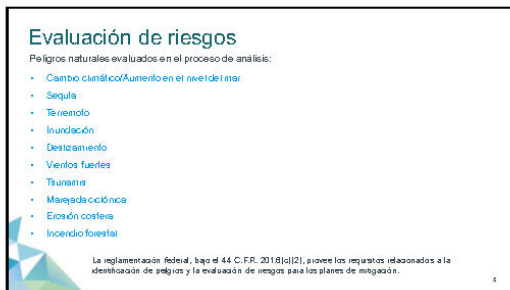 Evaluación de riesgos
Peligros naturales evaluados en el proceso de análisis:
• Cambio climático/Aumento en el nivel del mar
• Sequía
• Terremoto
• Inundación
• Deslizamiento
• Vientos fuertes
• Tsunami
• Marejada ciclónica
• Erosión costera
• Incendio forestal
La reglamentación federal, bajo el 44 C.F.R. 201.6(c)(2), provee los requisitos relacionados a la
identificación de peligros y la evaluación de riesgos para los planes de mitigación.